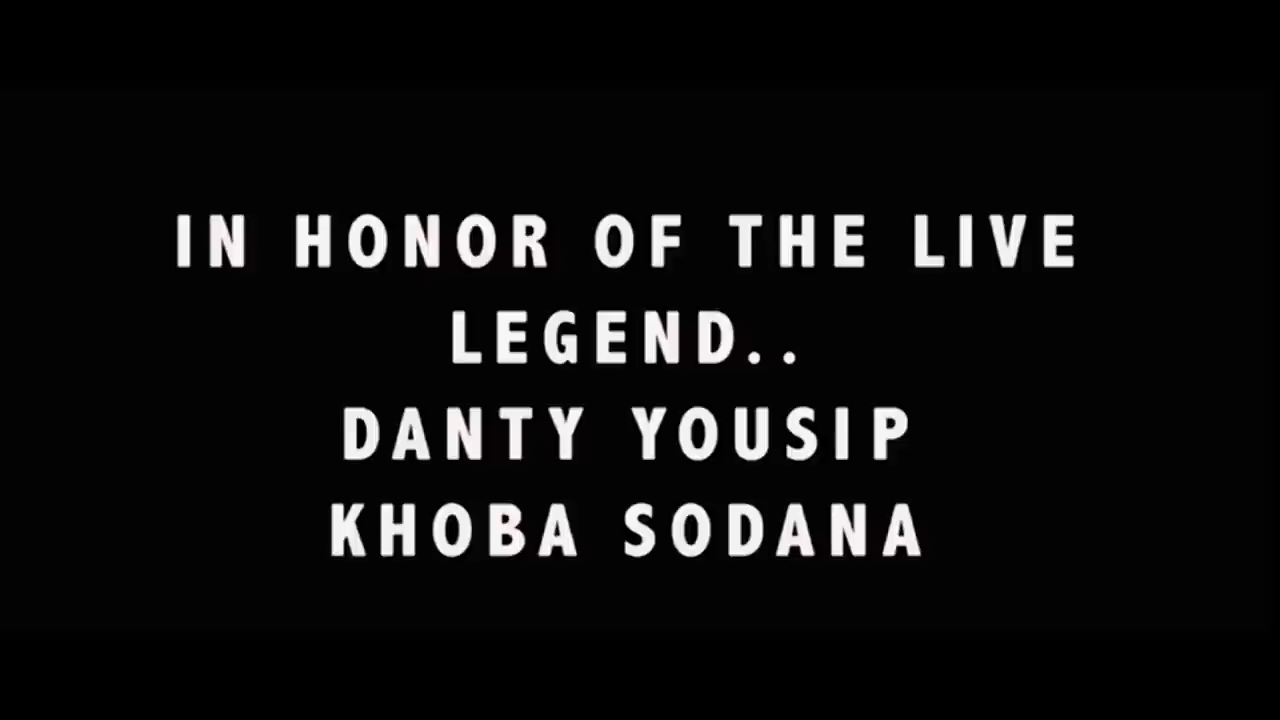 IN HONOR OF THE LIVE
LEGEND..
DANTY YOUSIP
KHOBA SODANA